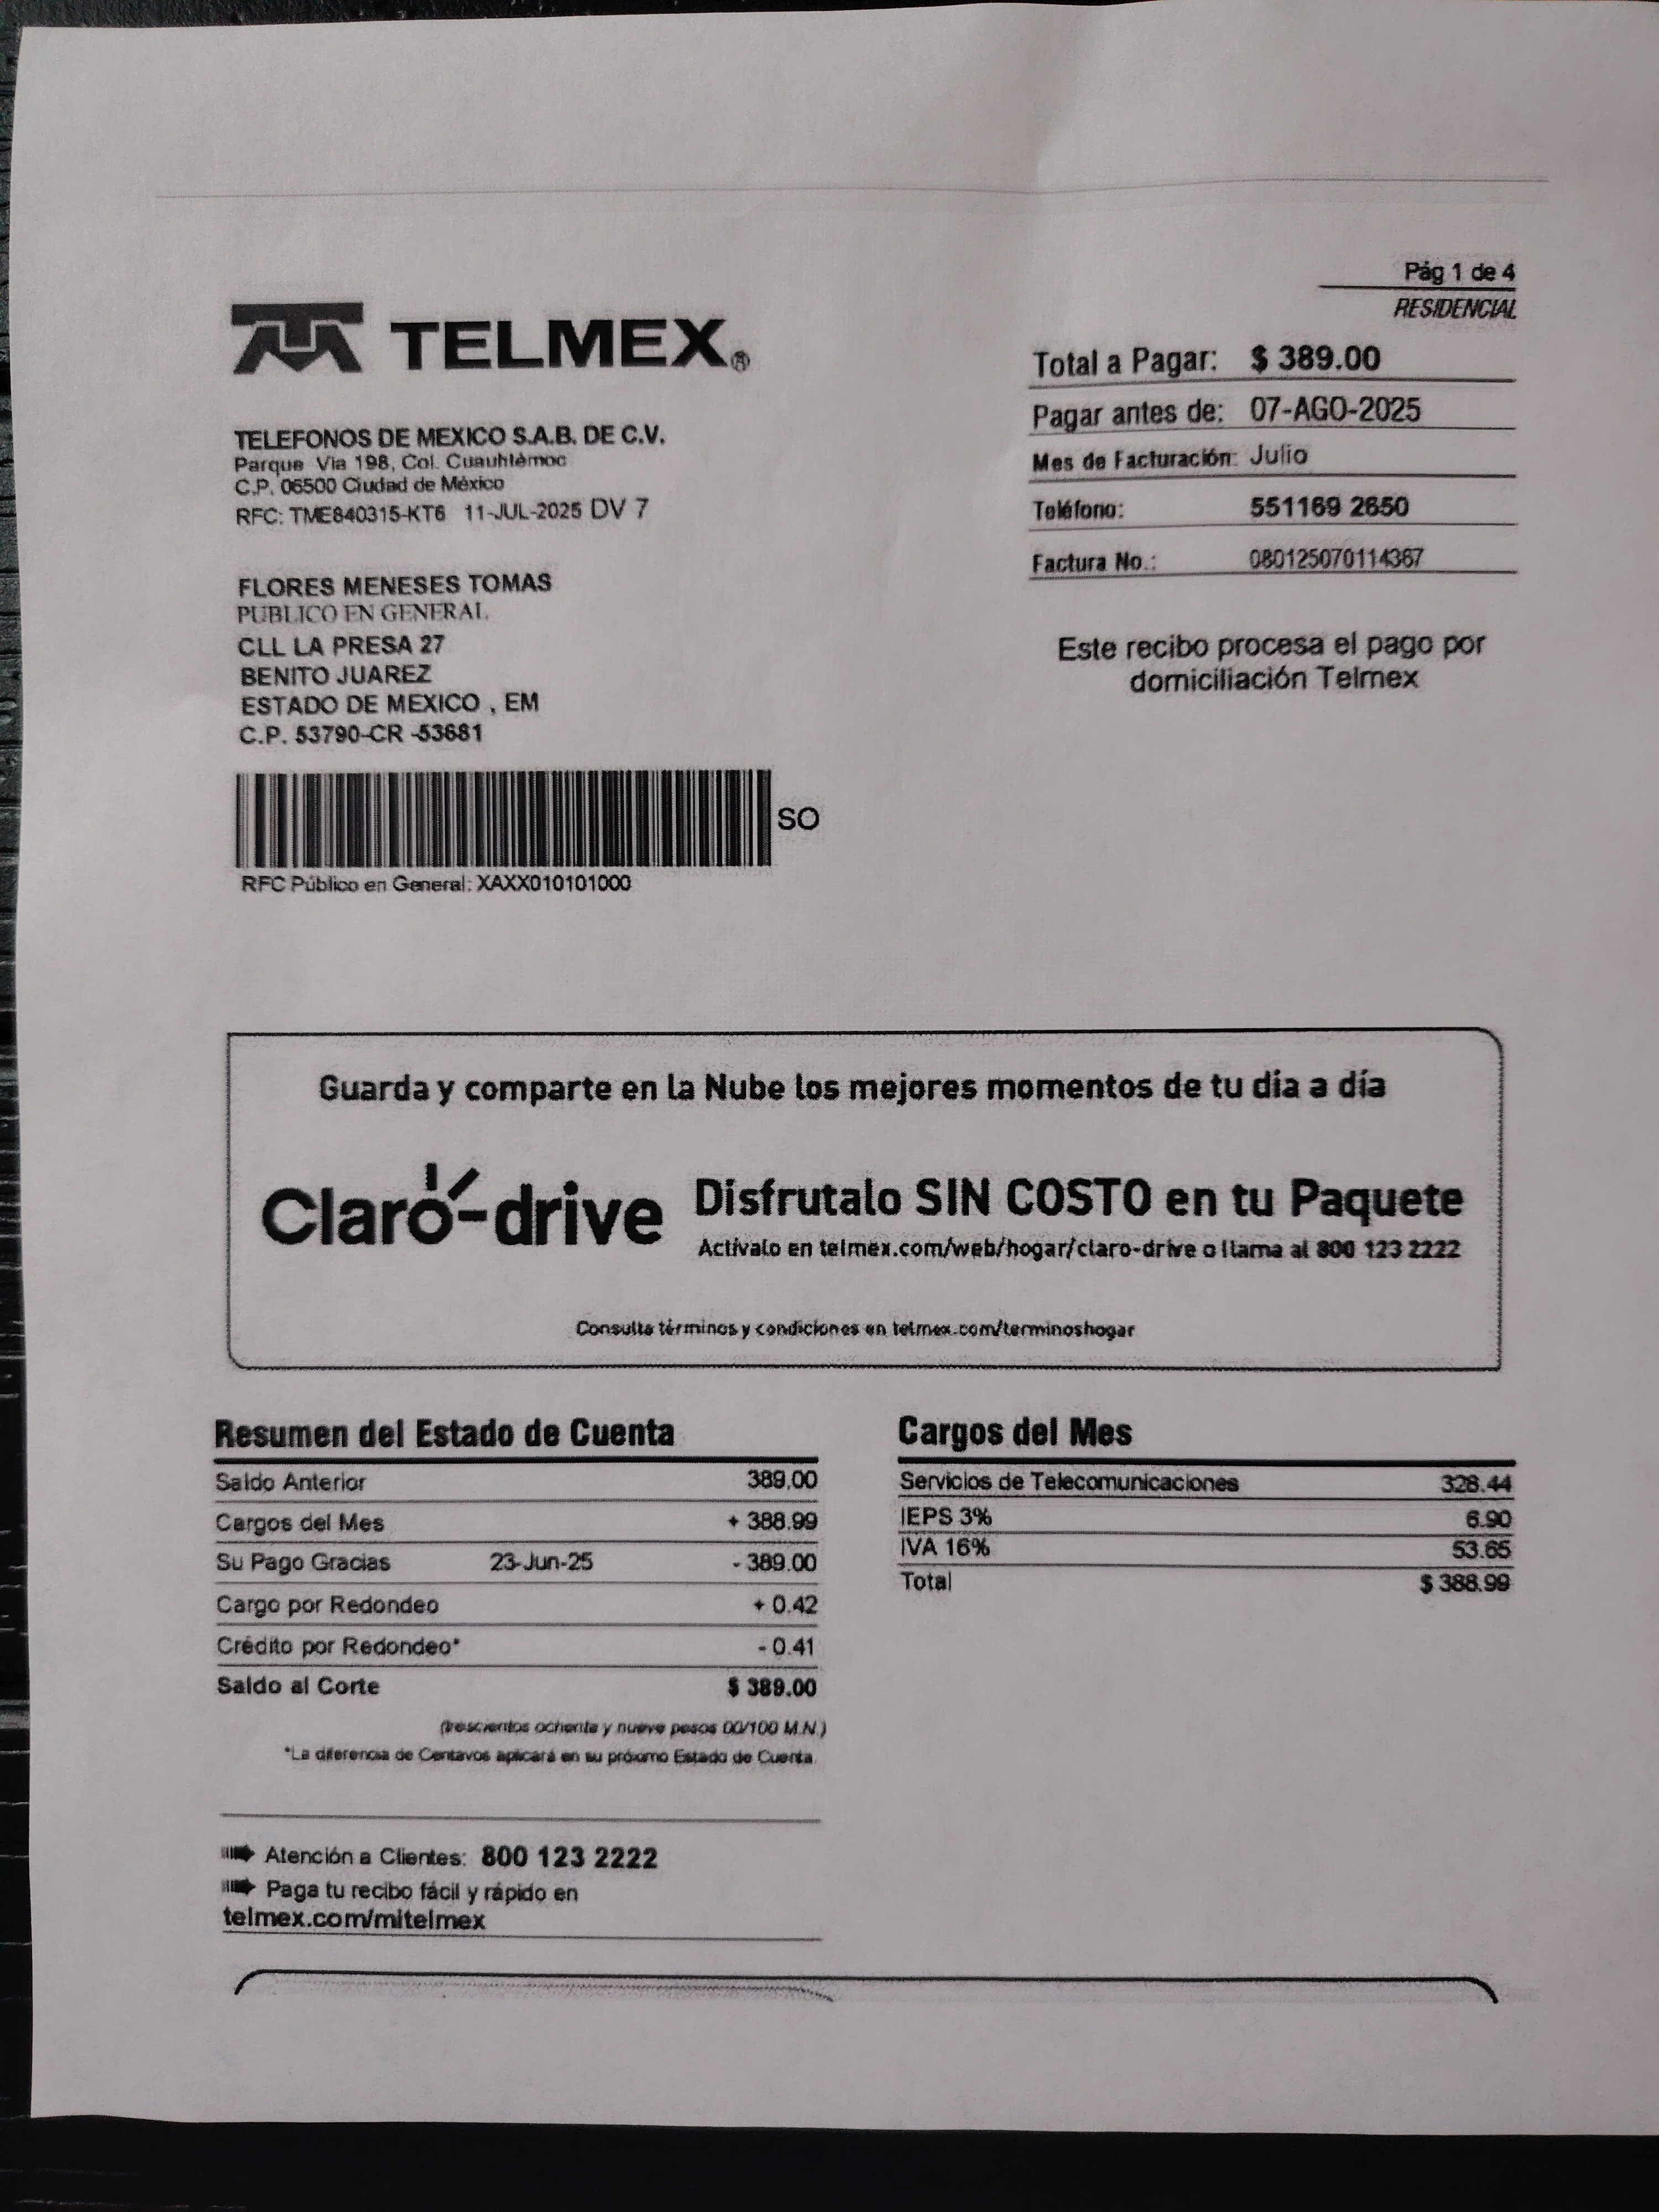 Pág 1 de 4
RESIDENCIAL
TELMEX®
Total a Pagar: $ 389.00
Pagar antes de: 07-AGO-2025
Mes de Facturación: Julio
Teléfono: 551169 2650
Factura No.: 080125070114367
TELEFONOS DE MEXICO S.A.B. DE C.V.
Parque Via 198, Col. Cuauhtèmoc
C.P. 06500 Ciudad de México
RFC: TME840315-KT6 11-JUL-2025 DV 7
FLORES MENESES TOMAS
PUBLICO EN GENERAL
CLL LA PRESA 27
BENITO JUAREZ
ESTADO DE MEXICO , EM
C.P. 53790-CR -53681
Este recibo procesa el pago por
domiciliación Telmex
SO
RFC Público en General: XAXX010101000
Guarda y comparte en la Nube los mejores momentos de tu dia a día
Claro-drive
Disfrutalo SIN COSTO en tu Paquete
Actívalo en telmex.com/web/hogar/claro-drive o llama al 800 123 2222
Consulta términos y condiciones en telmex.com/terminoshogar
Resumen del Estado de Cuenta
Saldo Anterior 389.00
Cargos del Mes + 388.99
Su Pago Gracias 23-Jun-25 - 389.00
Cargo por Redondeo + 0.42
Crédito por Redondeo* - 0.41
Saldo al Corte $ 389.00
(trescientos ochenta y nueve pesos 00/100 M.N.)
*La diferencia de Centavos aplicará en su próximo Estado de Cuenta.
Cargos del Mes
Servicios de Telecomunicaciones 328.44
IEPS 3% 6.90
IVA 16% 53.65
Total $ 388.99
Atención a Clientes: 800 123 2222
Paga tu recibo fácil y rápido en
telmex.com/mitelmex